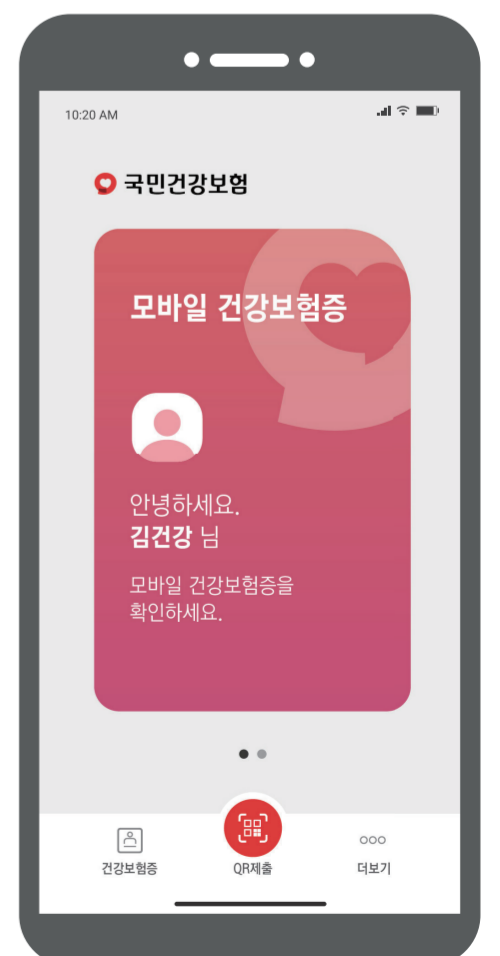 10:20 AM
국민건강보험
모바일 건강보험증
안녕하세요.
김건강 님
모바일 건강보험증을
확인하세요.
건강보험증
QR제출
더보기